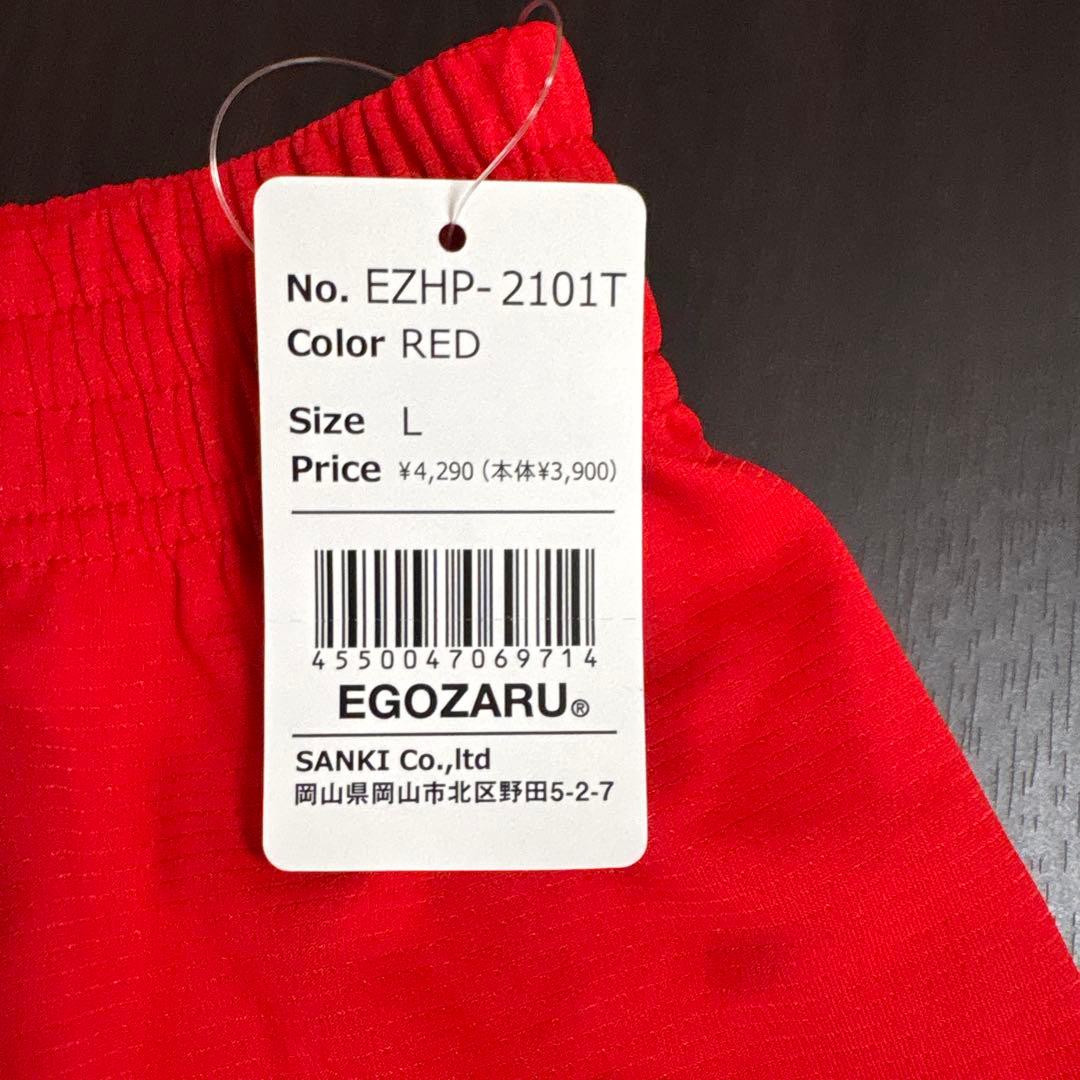 No. EZHP-2101T
Color RED
Size L
Price ¥4,290 (本体¥3,900)
4550047069714
EGOZARU®
SANKI Co.,ltd
岡山県岡山市北区野田5-2-7